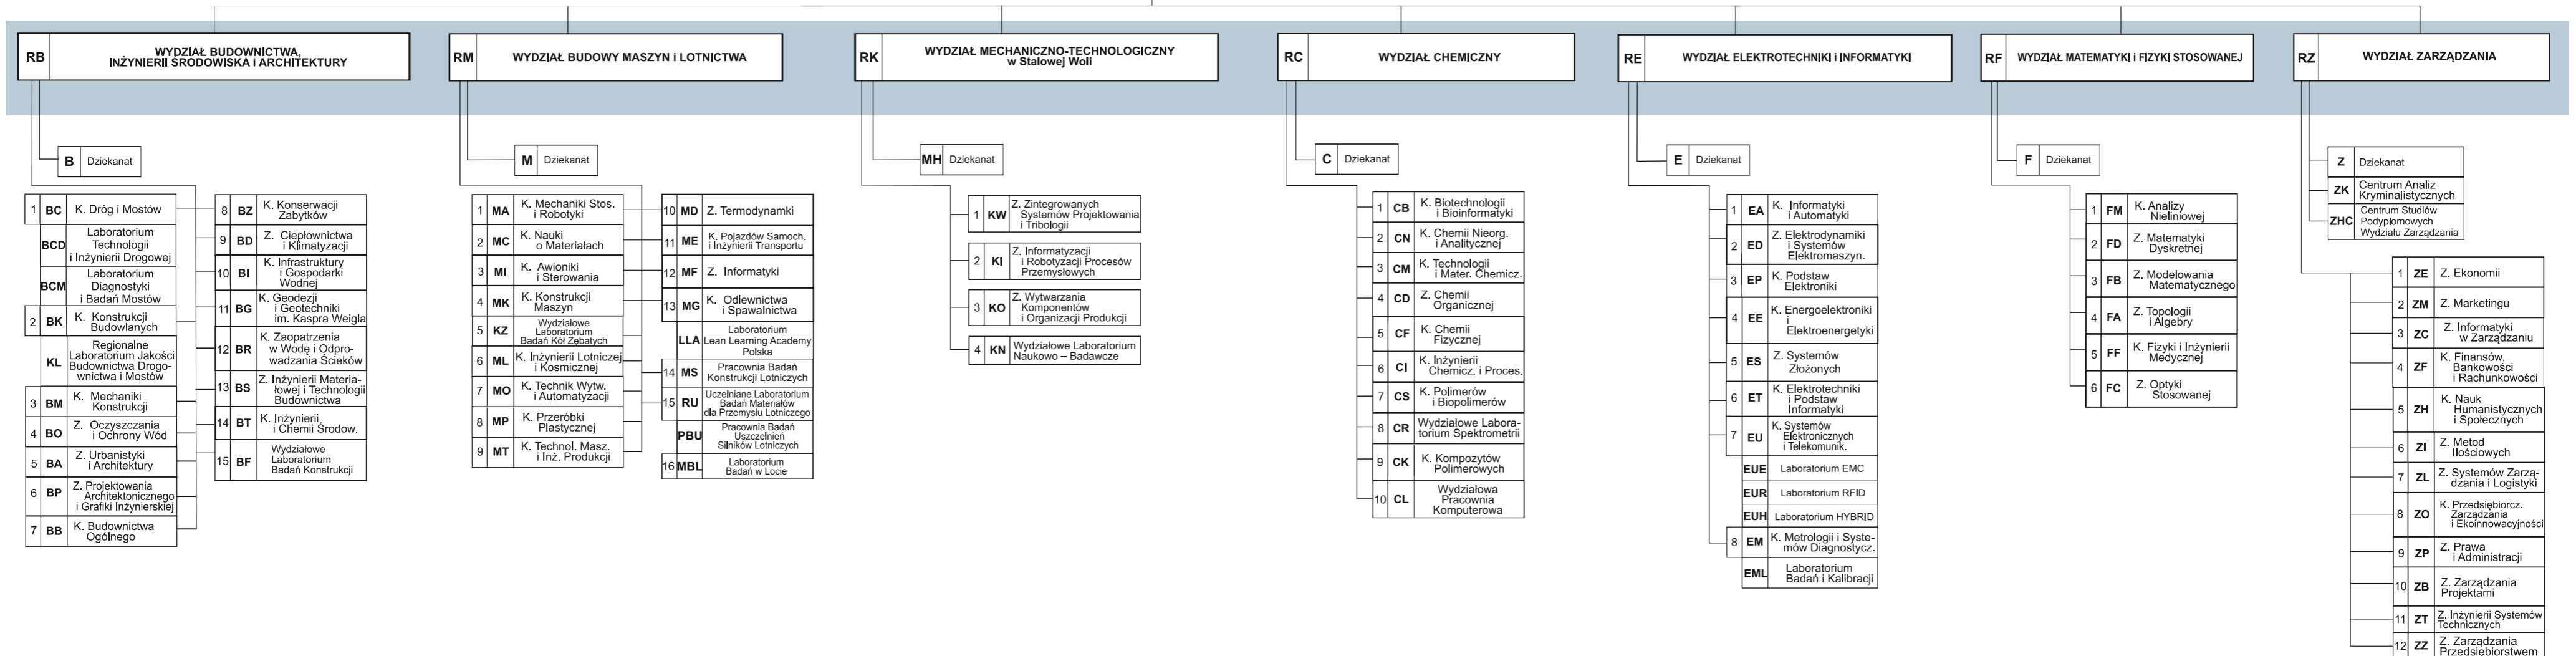 RB
WYDZIAŁ BUDOWNICTWA,
INŻYNIERII ŚRODOWISKA i ARCHITEKTURY
B Dziekanat
1 BC K. Dróg i Mostów
BCD Laboratorium
Technologii
i Inżynierii Drogowej
BCM Laboratorium
Diagnostyki
i Badań Mostów
2 BK K. Konstrukcji
Budowlanych
KL Regionalne
Laboratorium Jakości
Budownictwa Drogo-
wnictwa i Mostów
3 BM K. Mechaniki
Konstrukcji
4 BO Z. Oczyszczania
i Ochrony Wód
5 BA Z. Urbanistyki
i Architektury
6 BP Z. Projektowania
Architektonicznego
i Grafiki Inżynierskiej
7 BB K. Budownictwa
Ogólnego
8 BZ K. Konserwacji
Zabytków
9 BD Z. Ciepłownictwa
i Klimatyzacji
10 BI K. Infrastruktury
i Gospodarki
Wodnej
11 BG K. Geodezji
i Geotechniki
im. Kaspra Weigla
12 BR K. Zaopatrzenia
w Wodę i Odpro-
wadzania Ścieków
13 BS Z. Inżynierii Materia-
łowej i Technologii
Budownictwa
14 BT K. Inżynierii
i Chemii Środow.
15 BF Wydziałowe
Laboratorium
Badań Konstrukcji
RM WYDZIAŁ BUDOWY MASZYN i LOTNICTWA
M Dziekanat
1 MA K. Mechaniki Stos.
i Robotyki
2 MC K. Nauki
o Materiałach
3 MI K. Awioniki
i Sterowania
4 MK K. Konstrukcji
Maszyn
5 KZ Wydziałowe
Laboratorium
Badań Kół Zębatych
6 ML K. Inżynierii Lotniczej
i Kosmicznej
7 MO K. Technik Wytw.
i Automatyzacji
8 MP K. Przeróbki
Plastycznej
9 MT K. Technol. Masz.
i Inż. Produkcji
10 MD Z. Termodynamki
11 ME K. Pojazdów Samoch.
i Inżynierii Transportu
12 MF Z. Informatyki
13 MG K. Odlewnictwa
i Spawalnictwa
LLA Laboratorium
Lean Learning Academy
Polska
14 MS Pracownia Badań
Konstrukcji Lotniczych
15 RU Uczelniane Laboratorium
Badań Materiałów
dla Przemysłu Lotniczego
PBU Pracownia Badań
Uszczelnień
Silników Lotniczych
16 MBL Laboratorium
Badań w Locie
RK WYDZIAŁ MECHANICZNO-TECHNOLOGICZNY
w Stalowej Woli
MH Dziekanat
1 KW Z. Zintegrowanych
Systemów Projektowania
i Tribologii
2 KI Z. Informatyzacji
i Robotyzacji Procesów
Przemysłowych
3 KO Z. Wytwarzania
Komponentów
i Organizacji Produkcji
4 KN Wydziałowe Laboratorium
Naukowo – Badawcze
RC WYDZIAŁ CHEMICZNY
C Dziekanat
1 CB K. Biotechnologii
i Bioinformatyki
2 CN K. Chemii Nieorg.
i Analitycznej
3 CM K. Technologii
i Mater. Chemicz.
4 CD Z. Chemii
Organicznej
5 CF K. Chemii
Fizycznej
6 CI K. Inżynierii
Chemicz. i Proces.
7 CS K. Polimerów
i Biopolimerów
8 CR Wydziałowe Labora-
torium Spektrometrii
9 CK K. Kompozytów
Polimerowych
10 CL Wydziałowa
Pracownia
Komputerowa
RE WYDZIAŁ ELEKTROTECHNIKI i INFORMATYKI
E Dziekanat
1 EA K. Informatyki
i Automatyki
2 ED Z. Elektrodynamiki
i Systemów
Elektromaszyn.
3 EP K. Podstaw
Elektroniki
4 EE K. Energoelektroniki
i
Elektroenergetyki
5 ES Z. Systemów
Złożonych
6 ET K. Elektrotechniki
i Podstaw
Informatyki
7 EU K. Systemów
Elektronicznych
i Telekomunik.
EUE Laboratorium EMC
EUR Laboratorium RFID
EUH Laboratorium HYBRID
8 EM K. Metrologii i Syste-
mów Diagnostycz.
EML Laboratorium
Badań i Kalibracji
RF WYDZIAŁ MATEMATYKI i FIZYKI STOSOWANEJ
F Dziekanat
1 FM K. Analizy
Nieliniowej
2 FD Z. Matematyki
Dyskretnej
3 FB Z. Modelowania
Matematycznego
4 FA Z. Topologii
i Algebry
5 FF K. Fizyki i Inżynierii
Medycznej
6 FC Z. Optyki
Stosowanej
RZ WYDZIAŁ ZARZĄDZANIA
Z Dziekanat
ZK Centrum Analiz
Kryminalistycznych
ZHC Centrum Studiów
Podyplomowych
Wydziału Zarządzania
1 ZE Z. Ekonomii
2 ZM Z. Marketingu
3 ZC Z. Informatyki
w Zarządzaniu
4 ZF K. Finansów,
Bankowości
i Rachunkowości
5 ZH K. Nauk
Humanistycznych
i Społecznych
6 ZI Z. Metod
Ilościowych
7 ZL Z. Systemów Zarzą-
dzania i Logistyki
8 ZO K. Przedsiębiorcz.
Zarządzania
i Ekoinnowacyjności
9 ZP Z. Prawa
i Administracji
10 ZB Z. Zarządzania
Projektami
11 ZT Z. Inżynierii Systemów
Technicznych
12 ZZ Z. Zarządzania
Przedsiębiorstwem